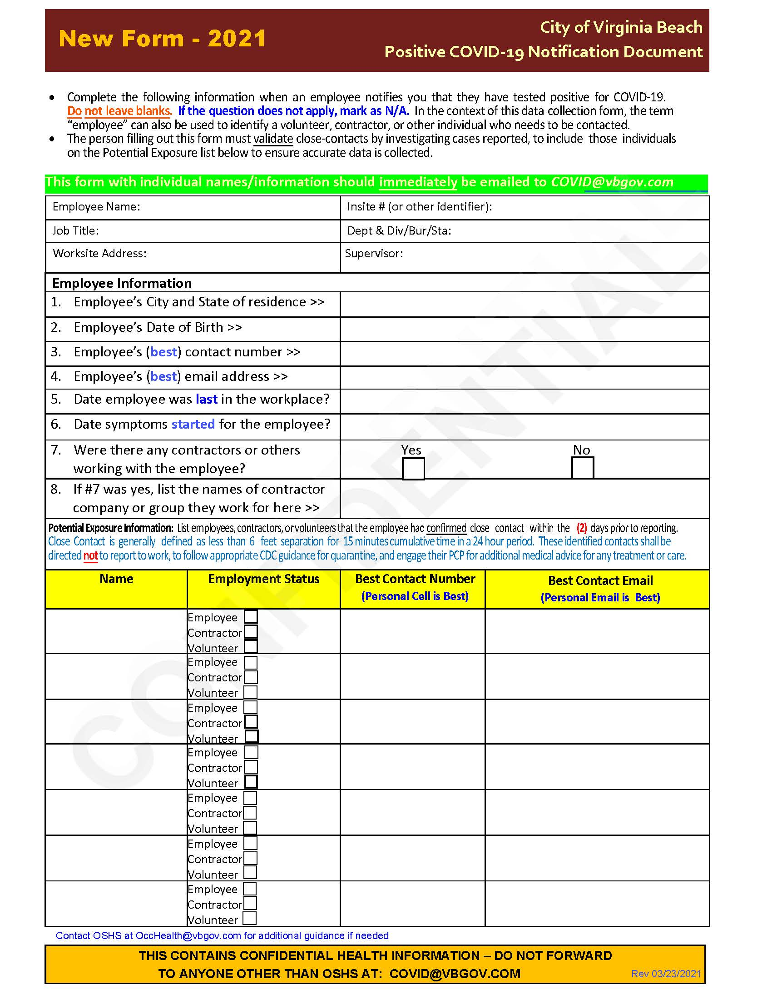 New Form - 2021
City of Virginia Beach
Positive COVID-19 Notification Document
• Complete the following information when an employee notifies you that they have tested positive for COVID-19.
Do not leave blanks. If the question does not apply, mark as N/A. In the context of this data collection form, the term
“employee” can also be used to identify a volunteer, contractor, or other individual who needs to be contacted.
• The person filling out this form must validate close-contacts by investigating cases reported, to include those individuals
on the Potential Exposure list below to ensure accurate data is collected.
This form with individual names/information should immediately be emailed to COVID@vbgov.com
Employee Name:
Insite # (or other identifier):
Job Title:
Dept & Div/Bur/Sta:
Worksite Address:
Supervisor:
Employee Information
1. Employee’s City and State of residence >>
2. Employee’s Date of Birth >>
3. Employee’s (best) contact number >>
4. Employee’s (best) email address >>
5. Date employee was last in the workplace?
6. Date symptoms started for the employee?
7. Were there any contractors or others
working with the employee?
Yes
No
8. If #7 was yes, list the names of contractor
company or group they work for here >>
Potential Exposure Information: List employees, contractors, or volunteers that the employee had confirmed close contact within the (2) days prior to reporting.
Close Contact is generally defined as less than 6 feet separation for 15 minutes cumulative time in a 24 hour period. These identified contacts shall be
directed not to report to work, to follow appropriate CDC guidance for quarantine, and engage their PCP for additional medical advice for any treatment or care.
Name
Employment Status
Best Contact Number
(Personal Cell is Best)
Best Contact Email
(Personal Email is Best)
Employee
Contractor
Volunteer
Employee
Contractor
Volunteer
Employee
Contractor
Volunteer
Employee
Contractor
Volunteer
Employee
Contractor
Volunteer
Employee
Contractor
Volunteer
Employee
Contractor
Volunteer
CONFIDENTIAL
Contact OSHS at OccHealth@vbgov.com for additional guidance if needed
THIS CONTAINS CONFIDENTIAL HEALTH INFORMATION – DO NOT FORWARD
TO ANYONE OTHER THAN OSHS AT: COVID@VBGOV.COM
Rev 03/23/2021